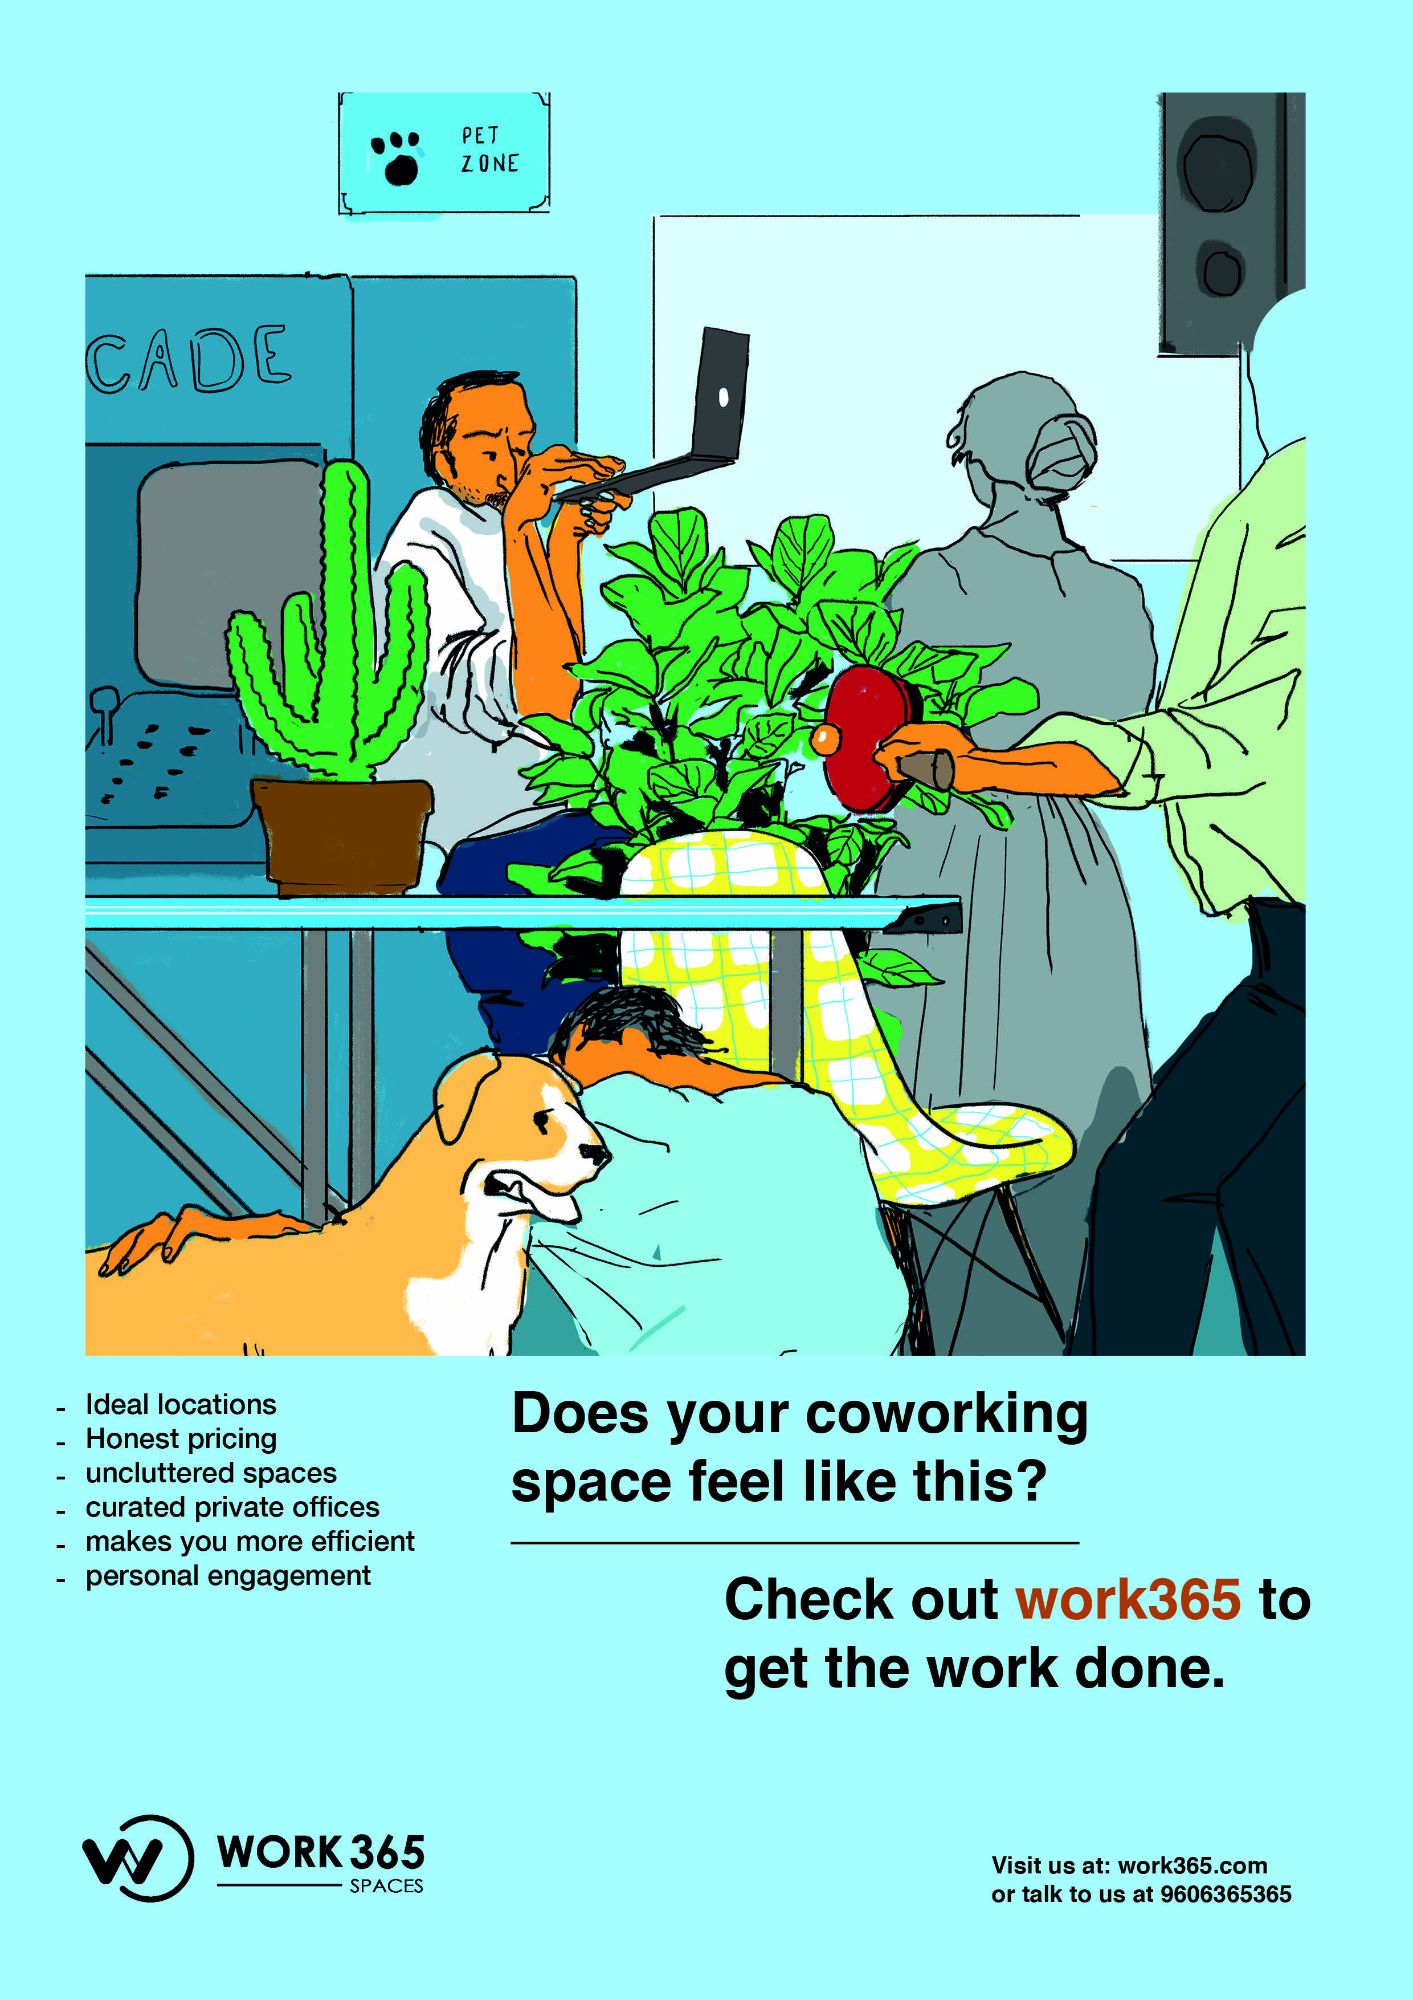 PET
ZONE
CADE
- Ideal locations
- Honest pricing
- uncluttered spaces
- curated private offices
- makes you more efficient
- personal engagement
Does your coworking
space feel like this?
Check out work365 to
get the work done.
WORK 365
SPACES
Visit us at: work365.com
or talk to us at 9606365365